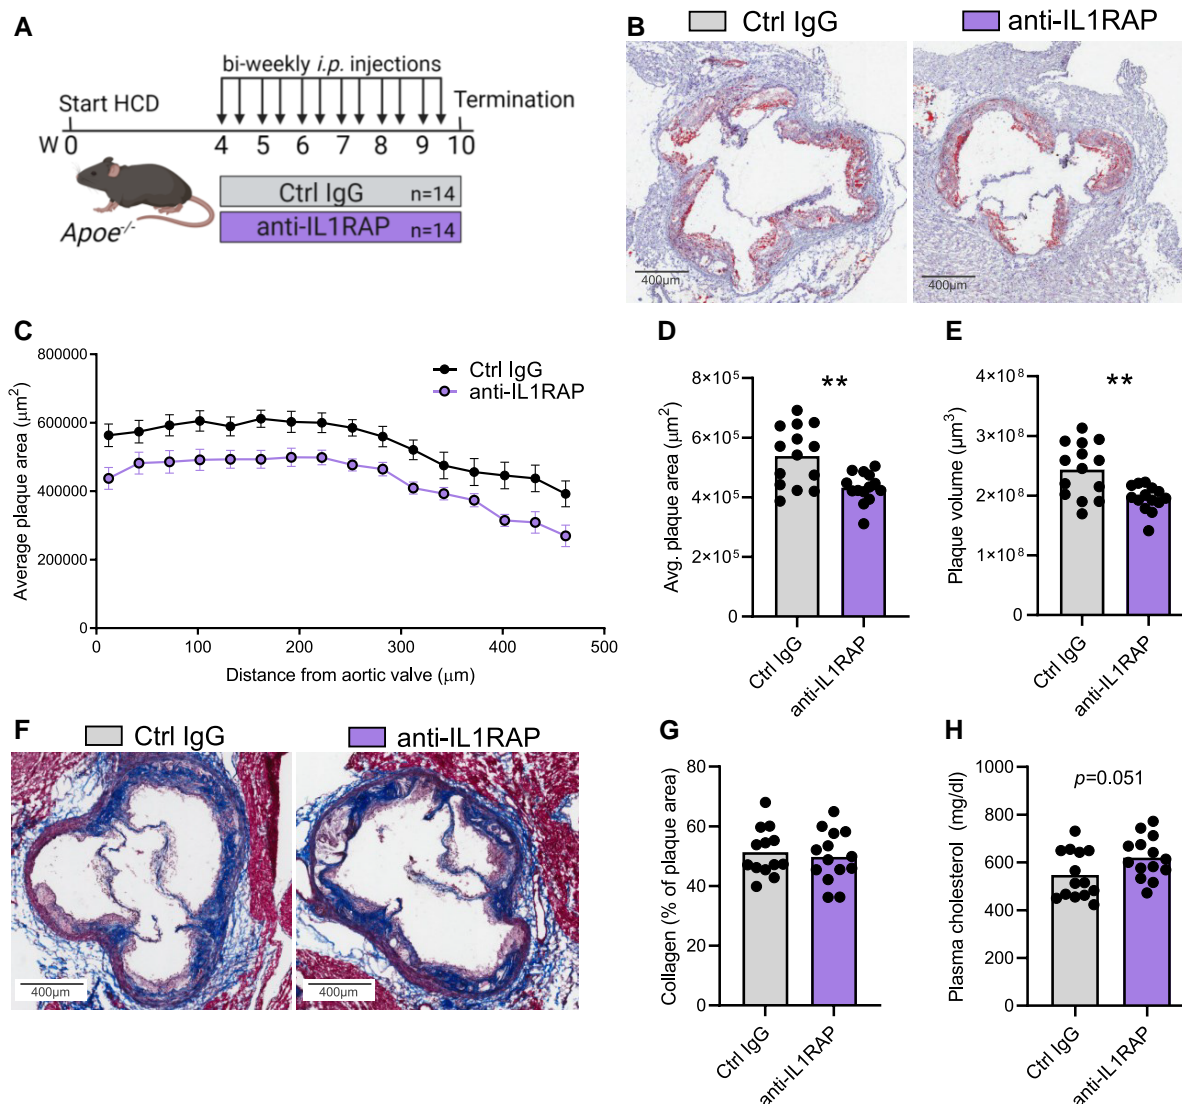 A
bi-weekly i.p. injections
Start HCD
Termination
W 0 4 5 6 7 8 9 10
Ctrl IgG n=14
anti-IL1RAP n=14
Apoe-/-
B
Ctrl IgG
anti-IL1RAP
400µm
400µm
C
Average plaque area (µm²)
800000
600000
400000
200000
0
0 100 200 300 400 500
Distance from aortic valve (µm)
Ctrl IgG
anti-IL1RAP
D
Avg. plaque area (µm²)
8×10⁵
6×10⁵
4×10⁵
2×10⁵
0
**
Ctrl IgG
anti-IL1RAP
E
Plaque volume (µm³)
4×10⁸
3×10⁸
2×10⁸
1×10⁸
0
**
Ctrl IgG
anti-IL1RAP
F
Ctrl IgG
anti-IL1RAP
400µm
400µm
G
Collagen (% of plaque area)
80
60
40
20
0
Ctrl IgG
anti-IL1RAP
H
Plasma cholesterol (mg/dl)
1000
800
600
400
200
0
p=0.051
Ctrl IgG
anti-IL1RAP